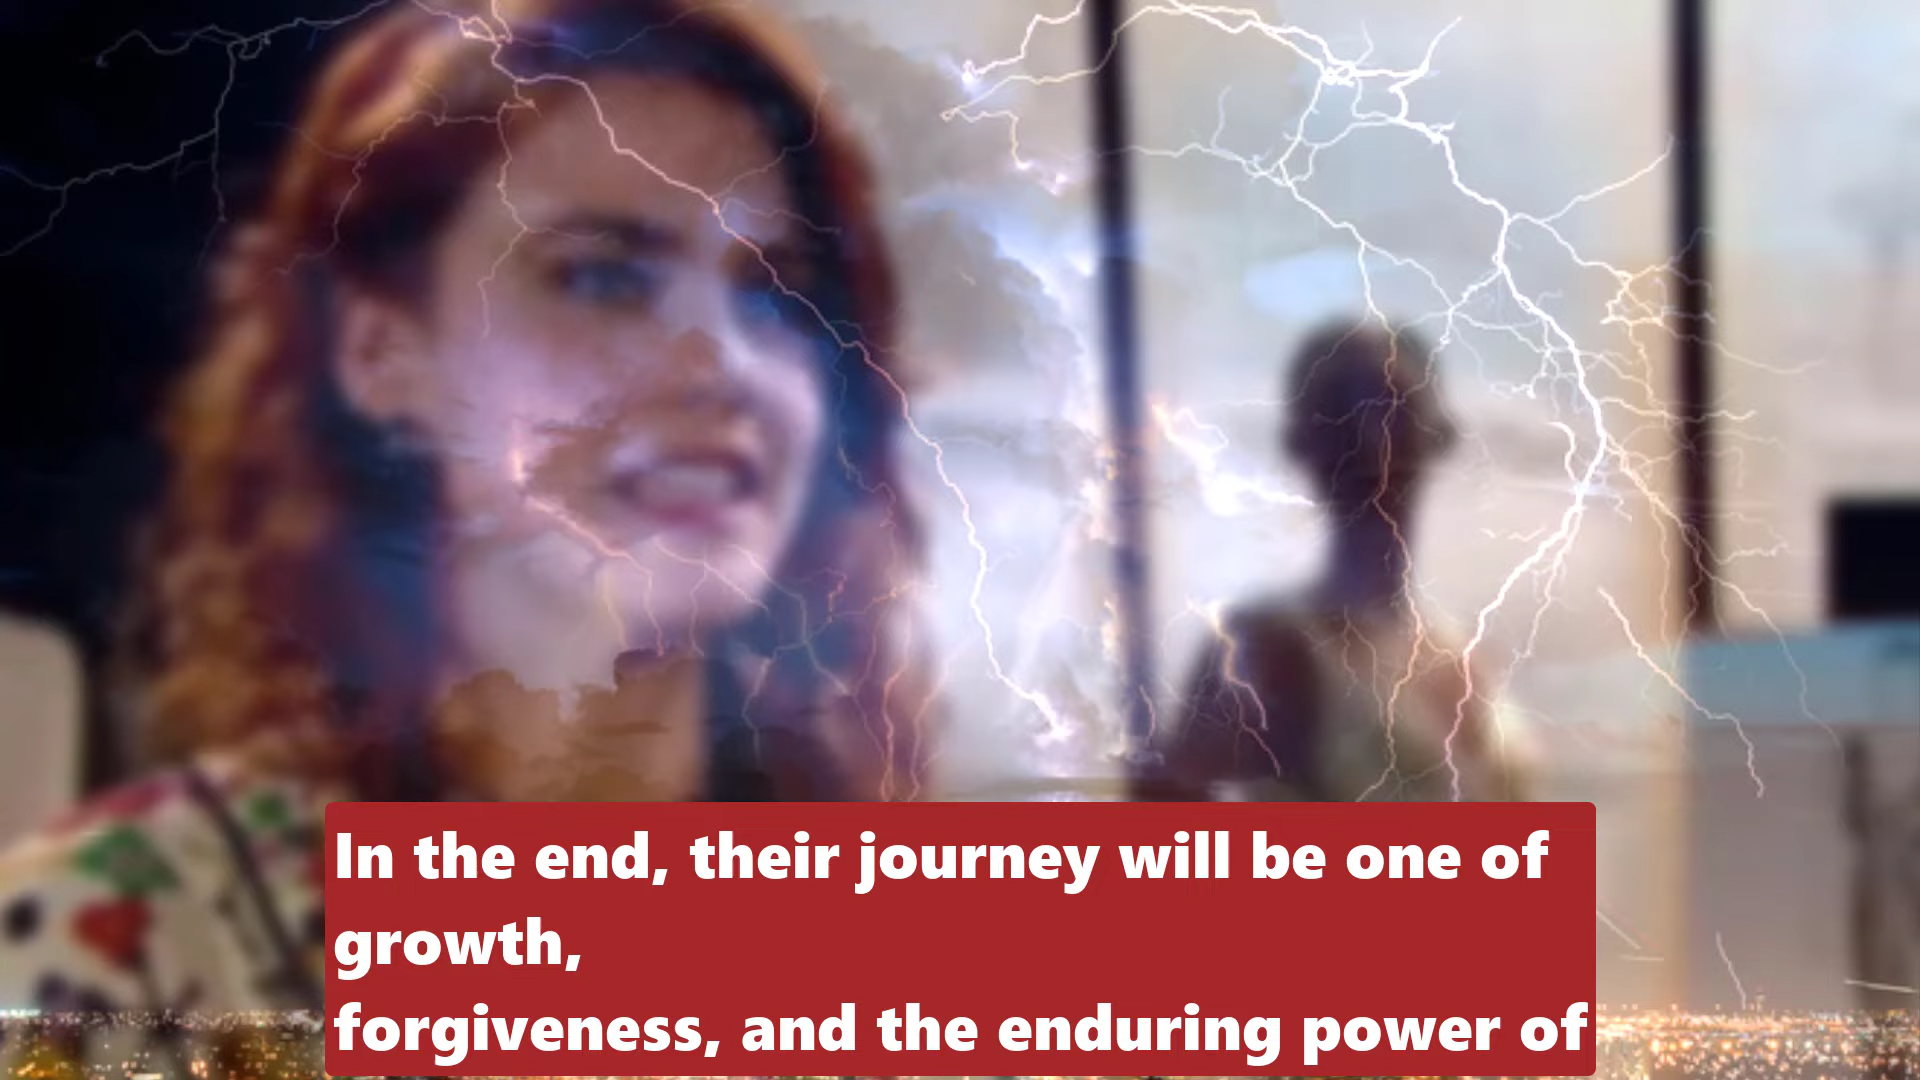 In the end, their journey will be one of
growth,
forgiveness, and the enduring power of